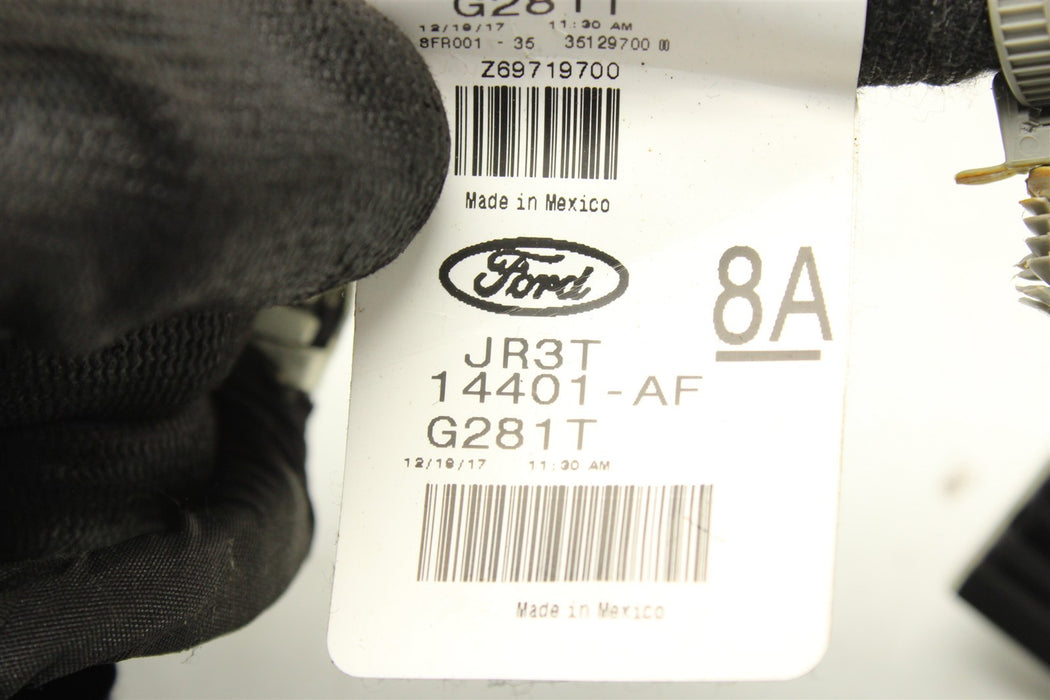 G281T
12/19/17 11:30 AM
8FR001 - 35 35129700
Z69719700
Made in Mexico
Ford
8A
JR3T
14401-AF
G281T
12/19/17 11:30 AM
Made in Mexico